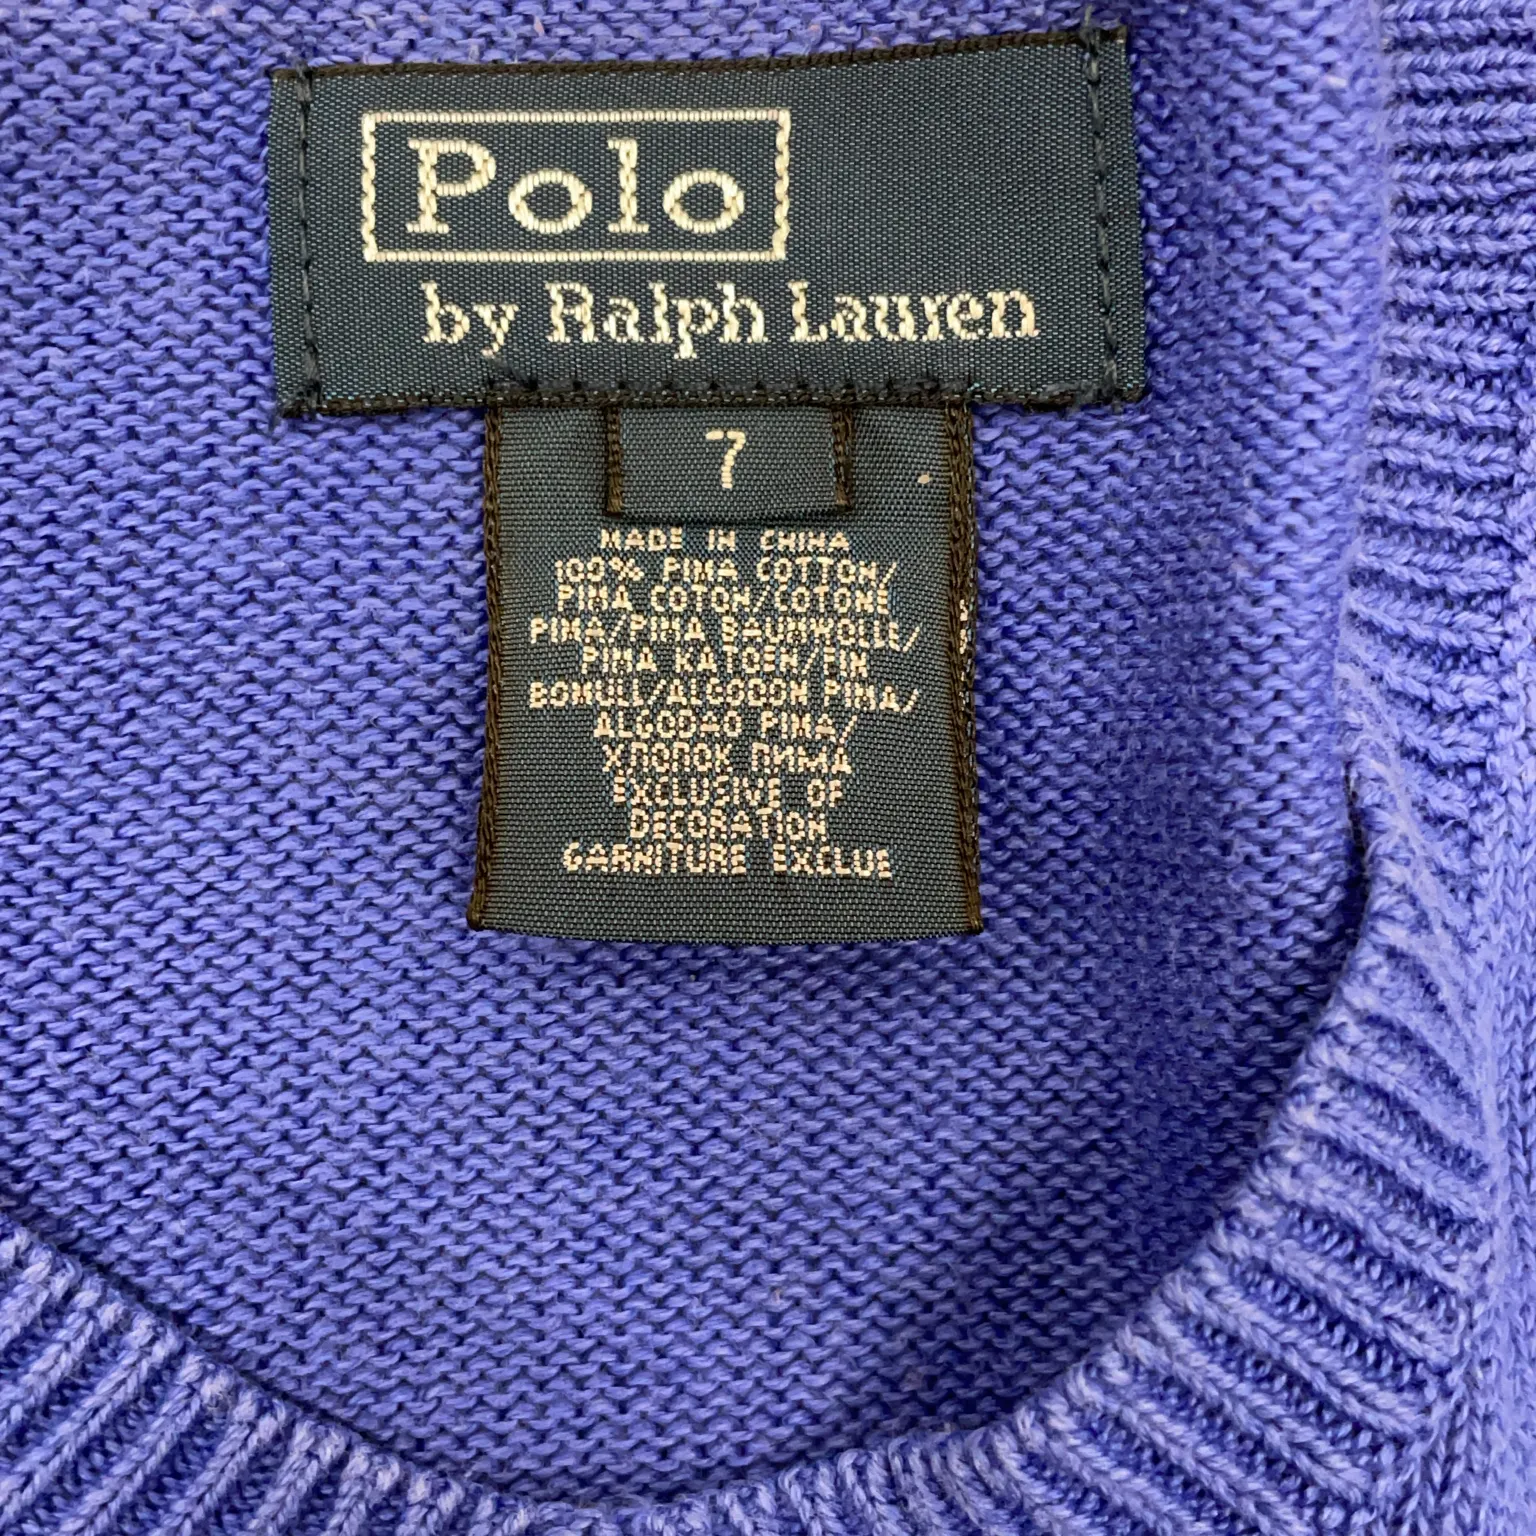 Polo
by Ralph Lauren
7
MADE IN CHINA
100% PIMA COTTON/
PIMA COTON/COTONE
PIMA/PIMA BAUMWOLLE/
PIMA KATOEN/FIN
BOMULL/ALGODON PIMA/
ALGODAO PIMA/
ХЛОПОК ПИМА
EXCLUSIVE OF
DECORATION
GARNITURE EXCLUE